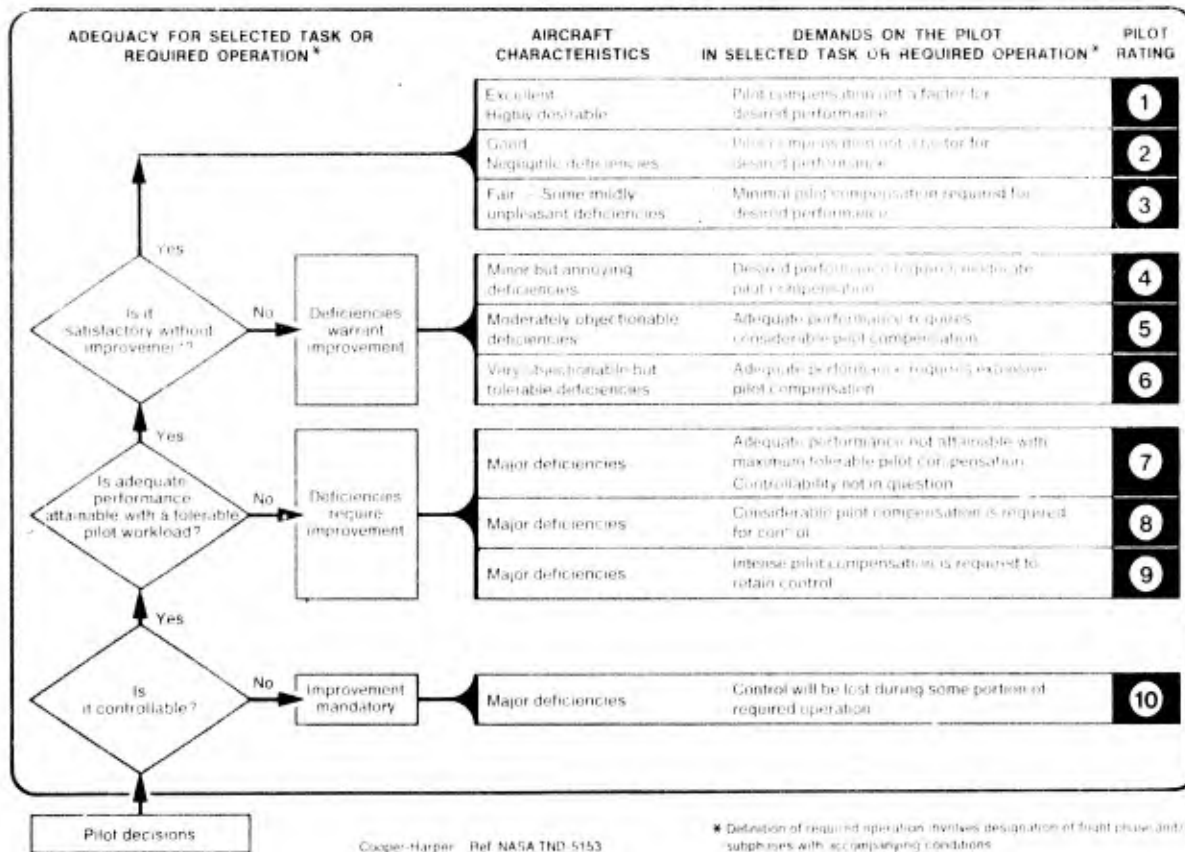 ADEQUACY FOR SELECTED TASK OR
REQUIRED OPERATION*
AIRCRAFT
CHARACTERISTICS
DEMANDS ON THE PILOT
IN SELECTED TASK OR REQUIRED OPERATION*
PILOT
RATING
Excellent
Highly desirable
Pilot compensation not a factor for
desired performance
1
Good
Negligible deficiencies
Pilot compensation not a factor for
desired performance
2
Fair - Some mildly
unpleasant deficiencies
Minimal pilot compensation required for
desired performance
3
Yes
Is it
satisfactory without
improvement?
No
Deficiencies
warrant
improvement
Minor but annoying
deficiencies
Desired performance requires moderate
pilot compensation
4
Moderately objectionable
deficiencies
Adequate performance requires
considerable pilot compensation
5
Very objectionable but
tolerable deficiencies
Adequate performance requires extensive
pilot compensation
6
Yes
Is adequate
performance
attainable with a tolerable
pilot workload?
No
Deficiencies
require
improvement
Major deficiencies
Adequate performance not attainable with
maximum tolerable pilot compensation
Controllability not in question
7
Major deficiencies
Considerable pilot compensation is required
for control
8
Major deficiencies
Intense pilot compensation is required to
retain control
9
Yes
Is
it controllable?
No
Improvement
mandatory
Major deficiencies
Control will be lost during some portion of
required operation
10
Pilot decisions
Cooper-Harper Ref NASA TND-5153
* Definition of required operation involves designation of flight phase and/
subphases with accompanying conditions